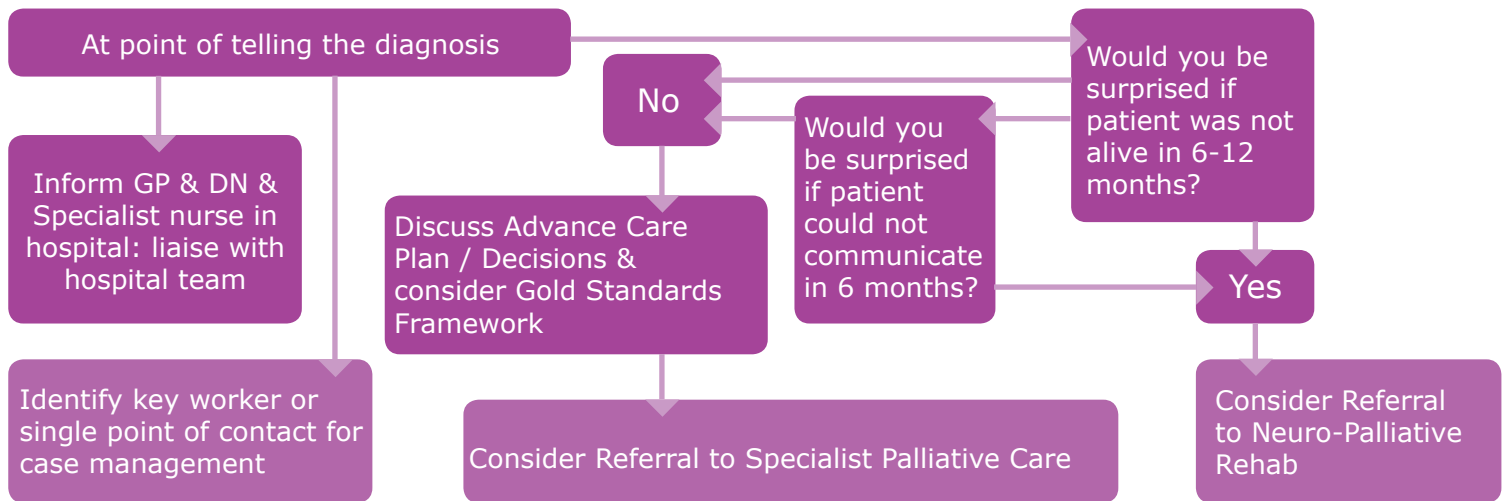 At point of telling the diagnosis
Would you be
surprised if
patient was not
alive in 6-12
months?
No
Would you
be surprised
if patient
could not
communicate
in 6 months?
Inform GP & DN &
Specialist nurse in
hospital: liaise with
hospital team
Discuss Advance Care
Plan / Decisions &
consider Gold Standards
Framework
Yes
Identify key worker or
single point of contact for
case management
Consider Referral to Specialist Palliative Care
Consider Referral
to Neuro-Palliative
Rehab